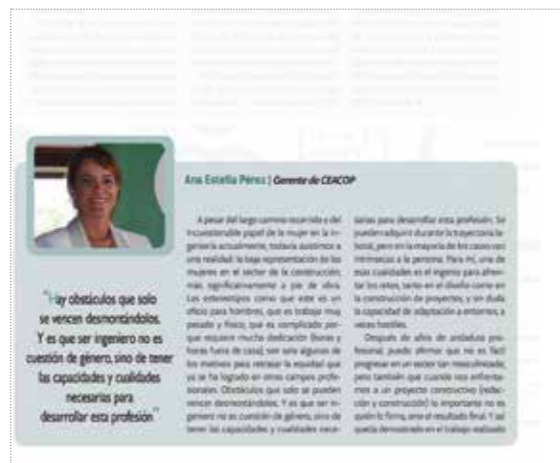 Ana Estella Pérez | Gerente de CEACOP
"Hay obstáculos que solo
se vencen desmontándolos.
Y es que ser ingeniero no es
cuestión de género, sino de tener
las capacidades y cualidades
necesarias para
desarrollar esta profesión"
A pesar del largo camino recorrido y del
incuestionable papel de la mujer en la in-
geniería actualmente, todavía asistimos a
una realidad: la baja representación de las
mujeres en el sector de la construcción,
más significativamente a pie de obra.
Los estereotipos como que este es un
oficio para hombres, que es trabajo muy
pesado y físico, que es complicado por-
que requiere mucha dedicación (horas y
horas fuera de casa), son solo algunos de
los motivos para retrasar la equidad que
ya se ha logrado en otros campos profe-
sionales. Obstáculos que solo se pueden
vencer desmontándolos. Y es que ser in-
geniero no es cuestión de género, sino de
tener las capacidades y cualidades nece-
sarias para desarrollar esta profesión. Se
pueden adquirir durante la trayectoria la-
boral, pero en la mayoría de los casos son
intrínsecas a la persona. Para mí, una de
esas cualidades es el ingenio para afron-
tar los retos, tanto en el diseño como en
la construcción de proyectos, y sin duda
la capacidad de adaptación a entornos, a
veces hostiles.
Después de años de andadura pro-
fesional, puedo afirmar que no es fácil
progresar en un sector tan masculinizado,
pero también que cuando nos enfrenta-
mos a un proyecto constructivo (redac-
ción y construcción) lo importante no es
quién lo firma, sino el resultado final. Y así
queda demostrado en el trabajo realizado